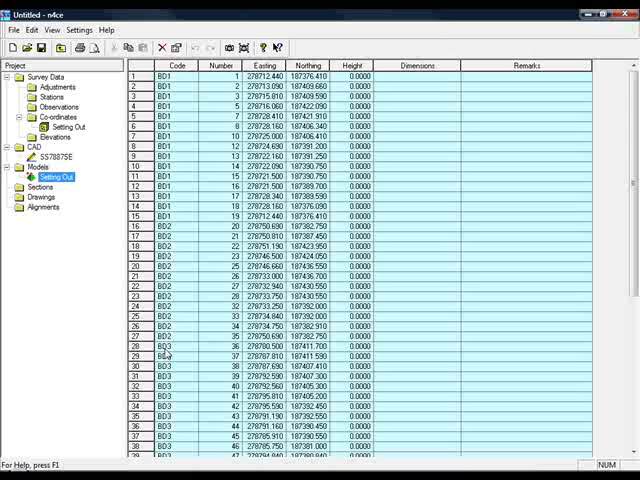 Untitled - n4ce
File Edit View Settings Help
Project
Survey Data
Adjustments
Stations
Observations
Co-ordinates
Setting Out
Elevations
CAD
SS7887SE
Models
Setting Out
Sections
Drawings
Alignments
Code Number Easting Northing Height Dimensions Remarks
1 BD1 1 278712.440 187376.410 0.0000
2 BD1 2 278713.090 187409.660 0.0000
3 BD1 3 278715.810 187409.590 0.0000
4 BD1 5 278716.060 187422.090 0.0000
5 BD1 7 278728.410 187421.910 0.0000
6 BD1 8 278728.160 187406.340 0.0000
7 BD1 10 278725.000 187406.410 0.0000
8 BD1 12 278724.690 187391.200 0.0000
9 BD1 13 278722.160 187391.250 0.0000
10 BD1 14 278722.090 187390.750 0.0000
11 BD1 15 278721.500 187390.750 0.0000
12 BD1 16 278721.500 187389.700 0.0000
13 BD1 17 278728.340 187389.590 0.0000
14 BD1 18 278728.160 187376.090 0.0000
15 BD1 19 278712.440 187376.410 0.0000
16 BD2 20 278750.690 187382.750 0.0000
17 BD2 21 278750.810 187387.450 0.0000
18 BD2 22 278751.190 187423.950 0.0000
19 BD2 23 278746.500 187424.050 0.0000
20 BD2 25 278746.660 187436.550 0.0000
21 BD2 26 278733.000 187436.700 0.0000
22 BD2 27 278732.940 187430.550 0.0000
23 BD2 28 278733.750 187430.550 0.0000
24 BD2 32 278733.250 187392.000 0.0000
25 BD2 33 278734.840 187392.000 0.0000
26 BD2 34 278734.750 187382.910 0.0000
27 BD2 35 278750.690 187382.750 0.0000
28 BD3 36 278780.500 187411.700 0.0000
29 BD3 37 278787.810 187411.590 0.0000
30 BD3 38 278787.690 187407.410 0.0000
31 BD3 39 278792.590 187407.300 0.0000
32 BD3 40 278792.560 187405.300 0.0000
33 BD3 41 278795.810 187405.200 0.0000
34 BD3 42 278795.590 187392.450 0.0000
35 BD3 43 278791.190 187392.550 0.0000
36 BD3 44 278791.160 187390.450 0.0000
37 BD3 45 278785.910 187390.550 0.0000
38 BD3 46 278785.750 187381.000 0.0000
39 BD3 47 278794.840 187380.840 0.0000
For Help, press F1
NUM